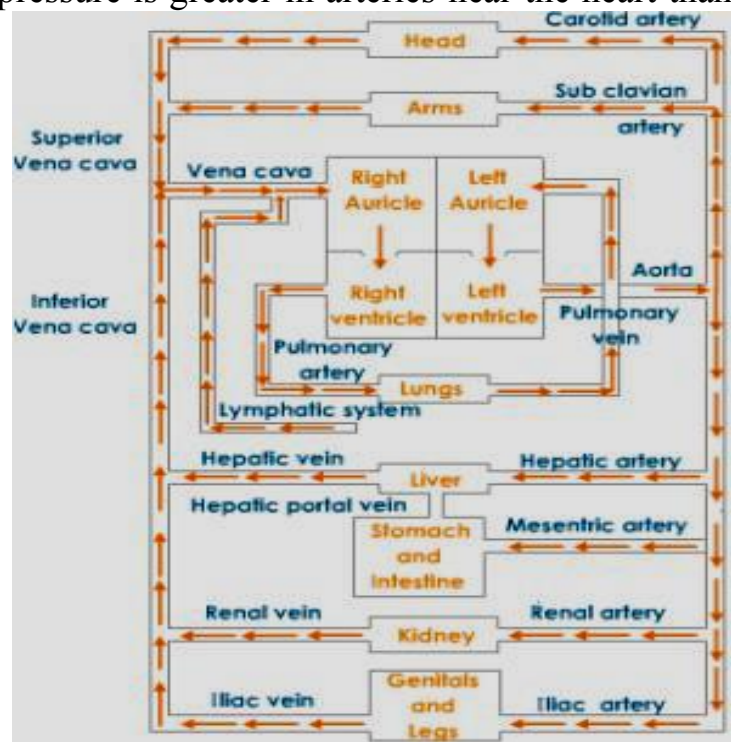 pressure is greater in arteries near the heart than
Carotid artery
Head
Sub clavian
artery
Arms
Superior
Vena cava
Vena cava
Right
Auricle
Left
Auricle
Aorta
Inferior
Vena cava
Right
ventricle
Left
ventricle
Pulmonary
vein
Pulmonary
artery
Lungs
Lymphatic system
Hepatic vein
Liver
Hepatic artery
Hepatic portal vein
Stomach
and
Intestine
Mesentric artery
Renal vein
Kidney
Renal artery
Iliac vein
Genitals
and
Legs
Iliac artery